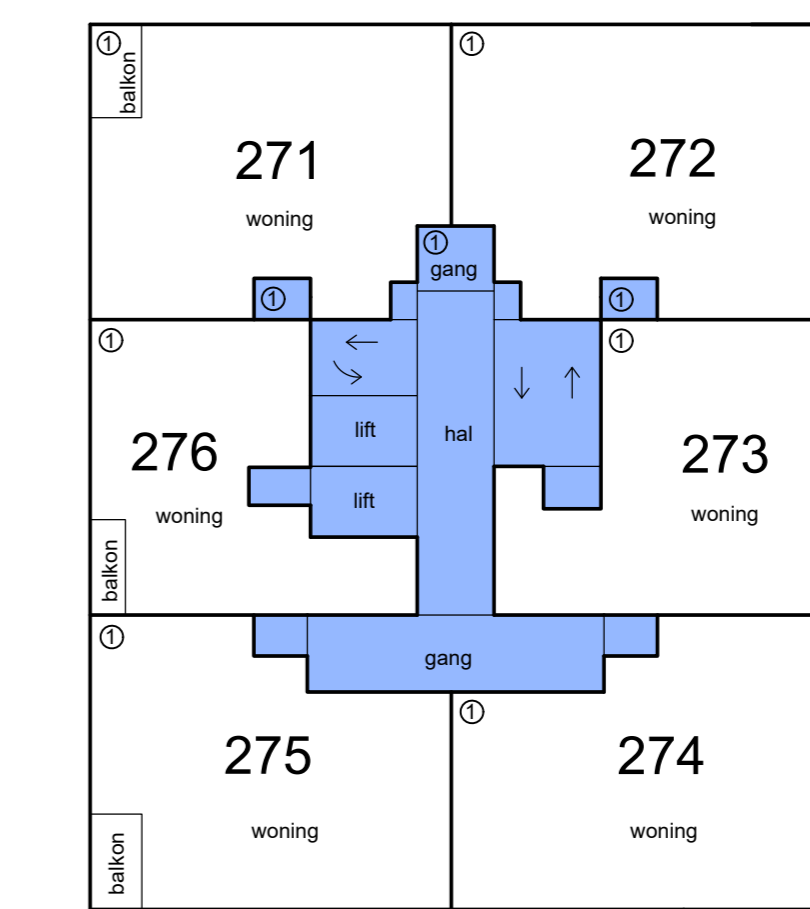 ①
balkon
①
271
woning
272
woning
①
gang
①
①
①
①
lift
hal
276
woning
273
woning
lift
balkon
①
gang
①
275
woning
274
woning
balkon